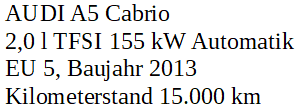 AUDI A5 Cabrio
2,0 l TFSI 155 kW Automatik
EU 5, Baujahr 2013
Kilometerstand 15.000 km